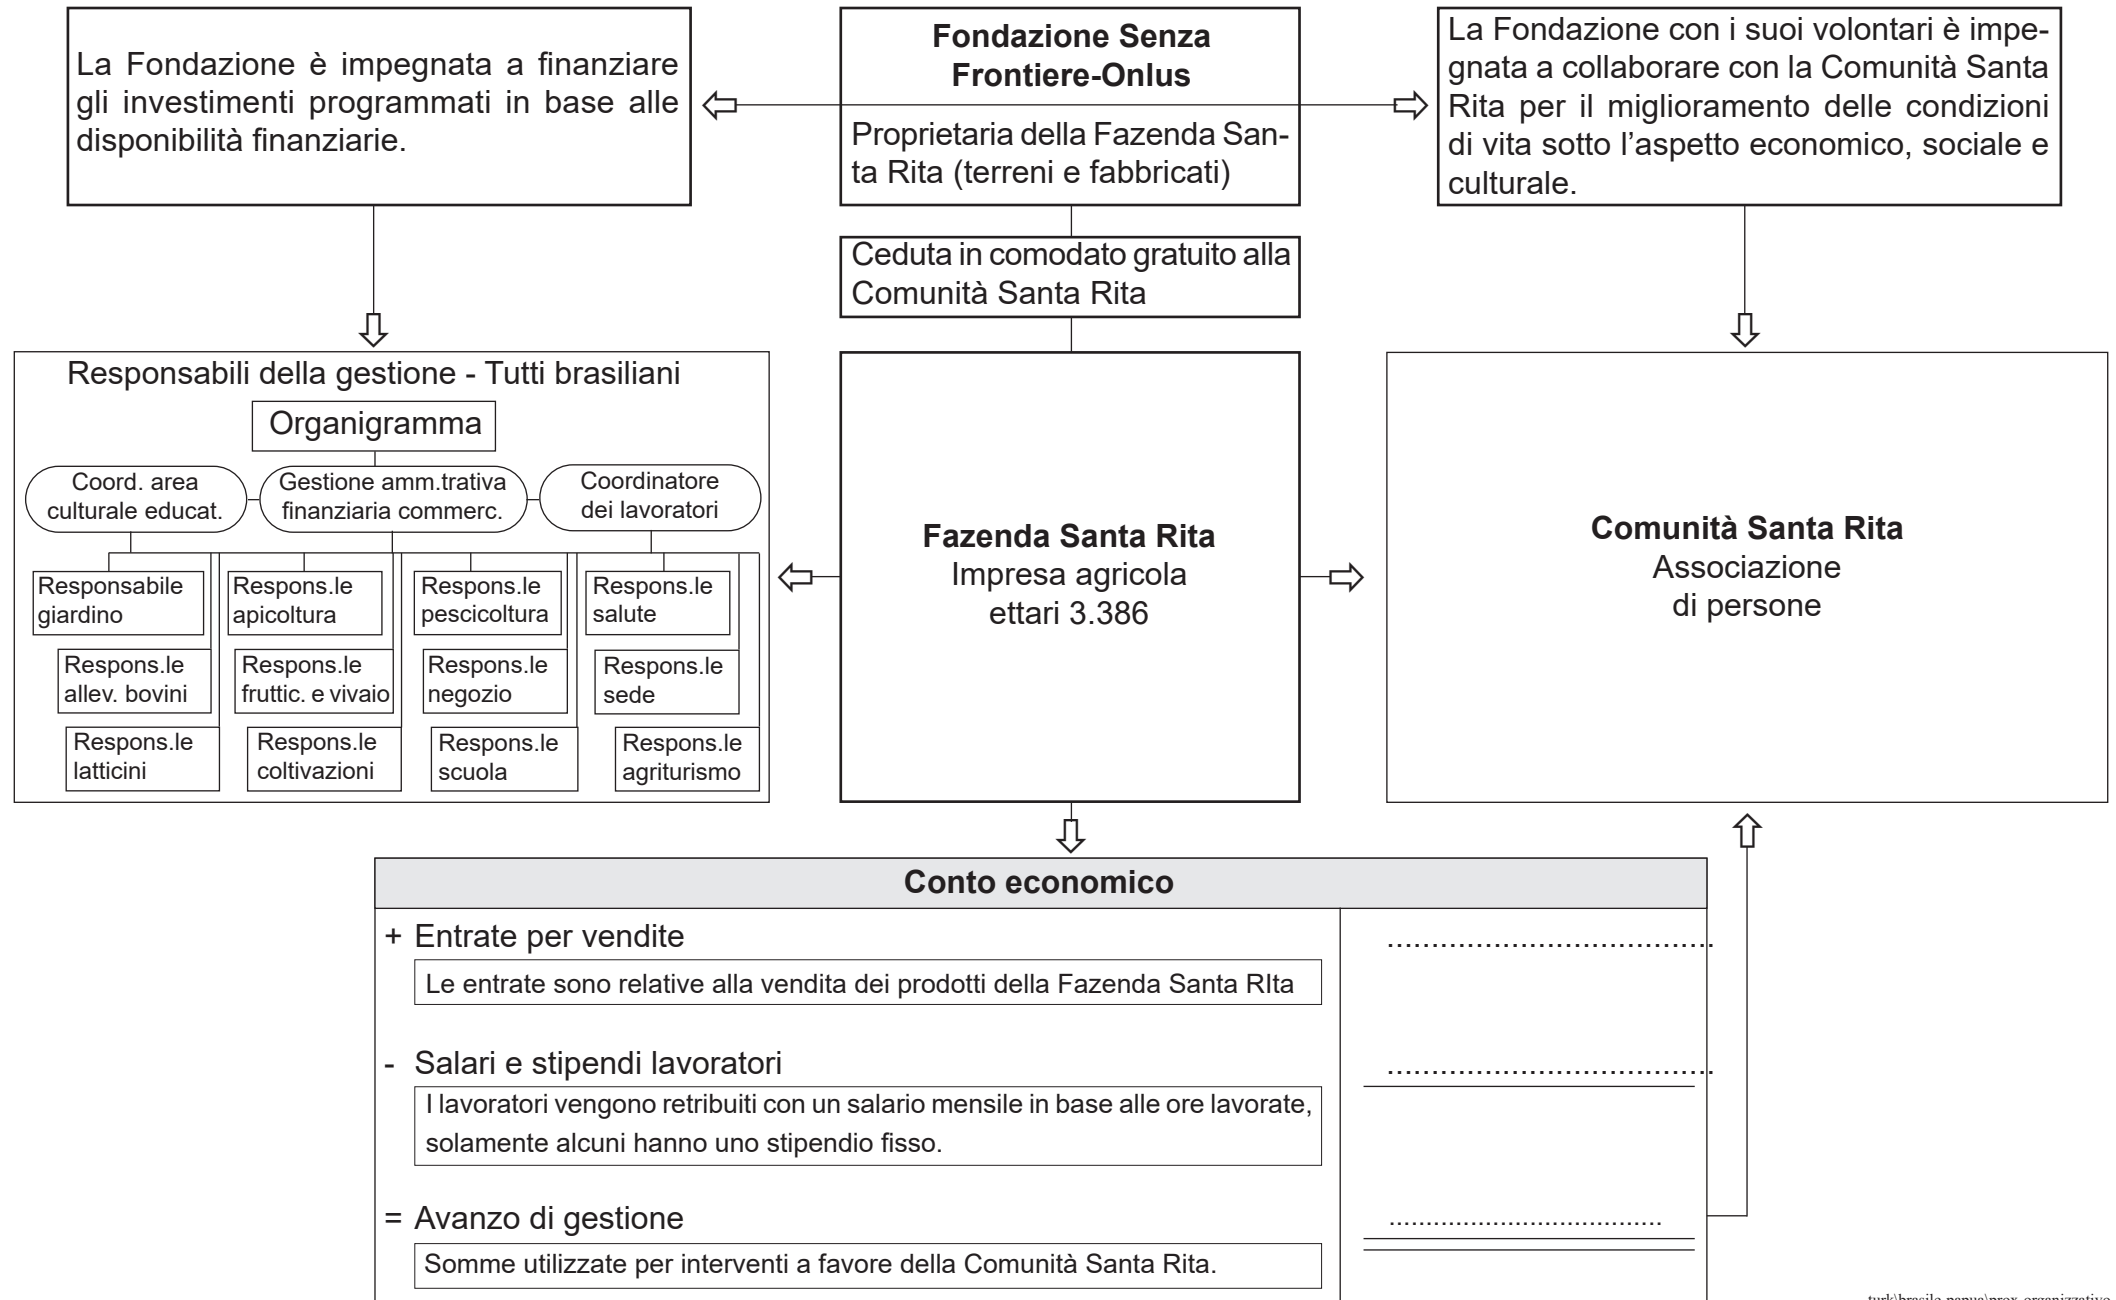 La Fondazione è impegnata a finanziare
gli investimenti programmati in base alle
disponibilità finanziarie.
Fondazione Senza
Frontiere-Onlus
Proprietaria della Fazenda San-
ta Rita (terreni e fabbricati)
La Fondazione con i suoi volontari è impe-
gnata a collaborare con la Comunità Santa
Rita per il miglioramento delle condizioni
di vita sotto l'aspetto economico, sociale e
culturale.
Ceduta in comodato gratuito alla
Comunità Santa Rita
Responsabili della gestione - Tutti brasiliani
Organigramma
Coord. area
culturale educat.
Gestione amm.trativa
finanziaria commerc.
Coordinatore
dei lavoratori
Responsabile
giardino
Respons.le
apicoltura
Respons.le
pescicoltura
Respons.le
salute
Respons.le
allev. bovini
Respons.le
fruttic. e vivaio
Respons.le
negozio
Respons.le
sede
Respons.le
latticini
Respons.le
coltivazioni
Respons.le
scuola
Respons.le
agriturismo
Fazenda Santa Rita
Impresa agricola
ettari 3.386
Comunità Santa Rita
Associazione
di persone
Conto economico
+ Entrate per vendite .....................................
Le entrate sono relative alla vendita dei prodotti della Fazenda Santa RIta
- Salari e stipendi lavoratori .....................................
I lavoratori vengono retribuiti con un salario mensile in base alle ore lavorate,
solamente alcuni hanno uno stipendio fisso.
= Avanzo di gestione .....................................
Somme utilizzate per interventi a favore della Comunità Santa Rita.